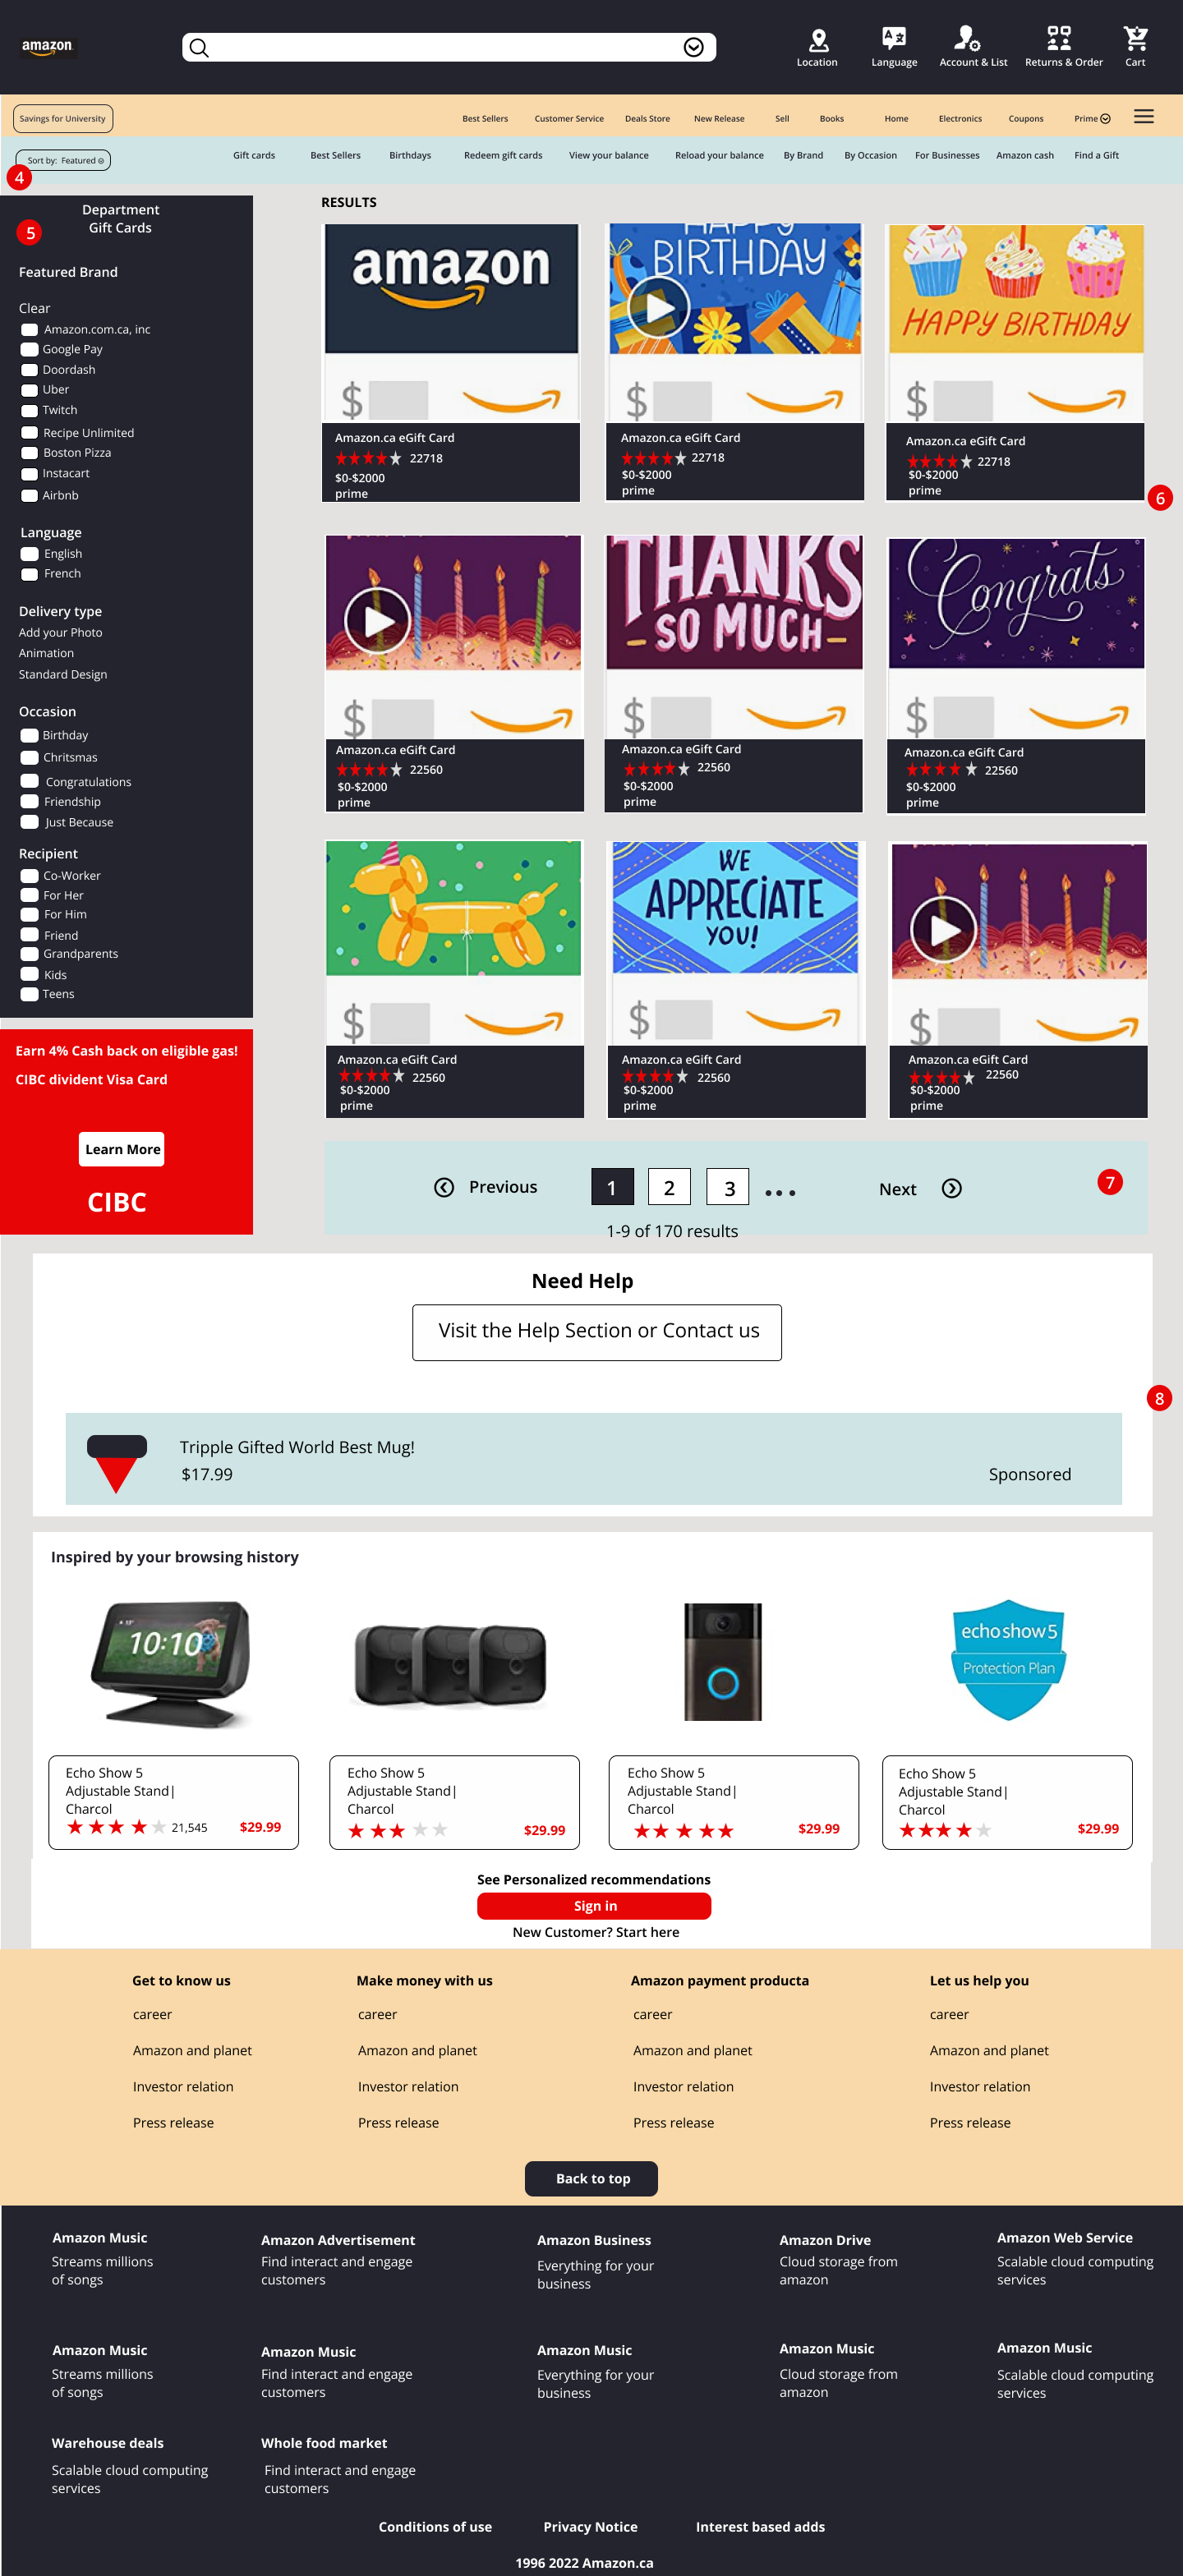 amazon
Location
Language
Account & List
Returns & Order
Cart
Savings for University
Best Sellers
Customer Service
Deals Store
New Release
Sell
Books
Home
Electronics
Coupons
Prime
Sort by: Featured
Gift cards
Best Sellers
Birthdays
Redeem gift cards
View your balance
Reload your balance
By Brand
By Occasion
For Businesses
Amazon cash
Find a Gift
4
Department
Gift Cards
5
Featured Brand
Clear
Amazon.com.ca, inc
Google Pay
Doordash
Uber
Twitch
Recipe Unlimited
Boston Pizza
Instacart
Airbnb
Language
English
French
Delivery type
Add your Photo
Animation
Standard Design
Occasion
Birthday
Chritsmas
Congratulations
Friendship
Just Because
Recipient
Co-Worker
For Her
For Him
Friend
Grandparents
Kids
Teens
Earn 4% Cash back on eligible gas!
CIBC divident Visa Card
Learn More
CIBC
RESULTS
amazon
$
Amazon.ca eGift Card
22718
$0-$2000
prime
HAPPY
BIRTHDAY
$
Amazon.ca eGift Card
22718
$0-$2000
prime
HAPPY BIRTHDAY
$
Amazon.ca eGift Card
22718
$0-$2000
prime
6
$
Amazon.ca eGift Card
22560
$0-$2000
prime
THANKS
SO MUCH
$
Amazon.ca eGift Card
22560
$0-$2000
prime
Congrats
$
Amazon.ca eGift Card
22560
$0-$2000
prime
$
Amazon.ca eGift Card
22560
$0-$2000
prime
WE
APPRECIATE
YOU!
$
Amazon.ca eGift Card
22560
$0-$2000
prime
$
Amazon.ca eGift Card
22560
$0-$2000
prime
Previous
1
2
3
...
Next
7
1-9 of 170 results
Need Help
Visit the Help Section or Contact us
8
Tripple Gifted World Best Mug!
$17.99
Sponsored
Inspired by your browsing history
10:10
echo show 5
Protection Plan
Echo Show 5
Adjustable Stand|
Charcol
21,545
$29.99
Echo Show 5
Adjustable Stand|
Charcol
$29.99
Echo Show 5
Adjustable Stand|
Charcol
$29.99
Echo Show 5
Adjustable Stand|
Charcol
$29.99
See Personalized recommendations
Sign in
New Customer? Start here
Get to know us
career
Amazon and planet
Investor relation
Press release
Make money with us
career
Amazon and planet
Investor relation
Press release
Amazon payment producta
career
Amazon and planet
Investor relation
Press release
Let us help you
career
Amazon and planet
Investor relation
Press release
Back to top
Amazon Music
Streams millions
of songs
Amazon Advertisement
Find interact and engage
customers
Amazon Business
Everything for your
business
Amazon Drive
Cloud storage from
amazon
Amazon Web Service
Scalable cloud computing
services
Amazon Music
Streams millions
of songs
Amazon Music
Find interact and engage
customers
Amazon Music
Everything for your
business
Amazon Music
Cloud storage from
amazon
Amazon Music
Scalable cloud computing
services
Warehouse deals
Scalable cloud computing
services
Whole food market
Find interact and engage
customers
Conditions of use
Privacy Notice
Interest based adds
1996 2022 Amazon.ca